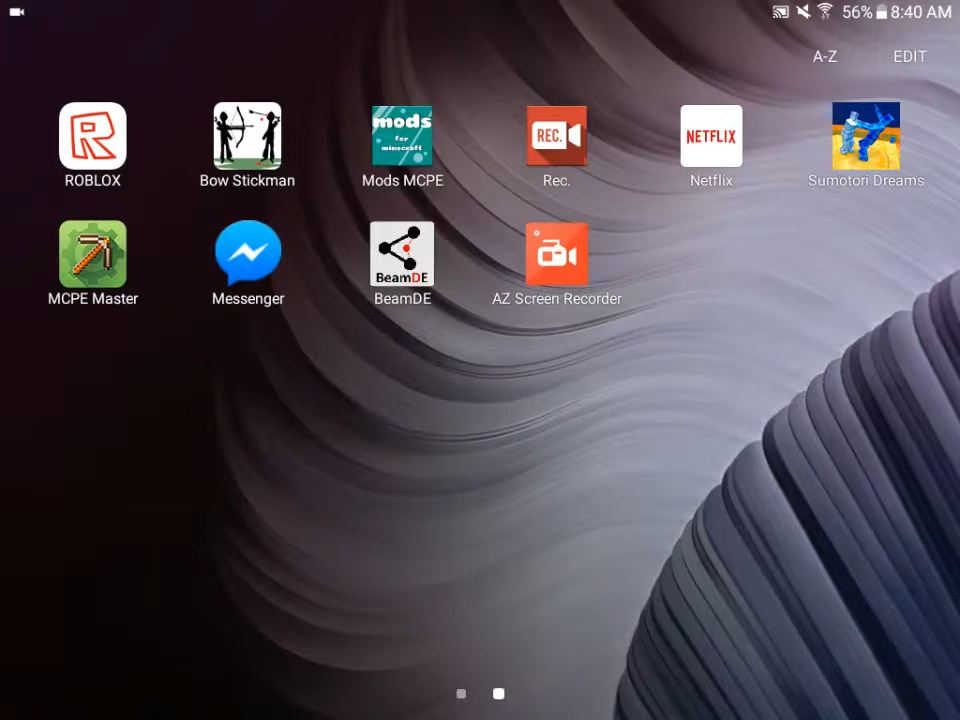 56% 8:40 AM
A-Z EDIT
mods
for
minecraft
REC.
NETFLIX
ROBLOX Bow Stickman Mods MCPE Rec. Netflix Sumotori Dreams
BeamDE
MCPE Master Messenger BeamDE AZ Screen Recorder